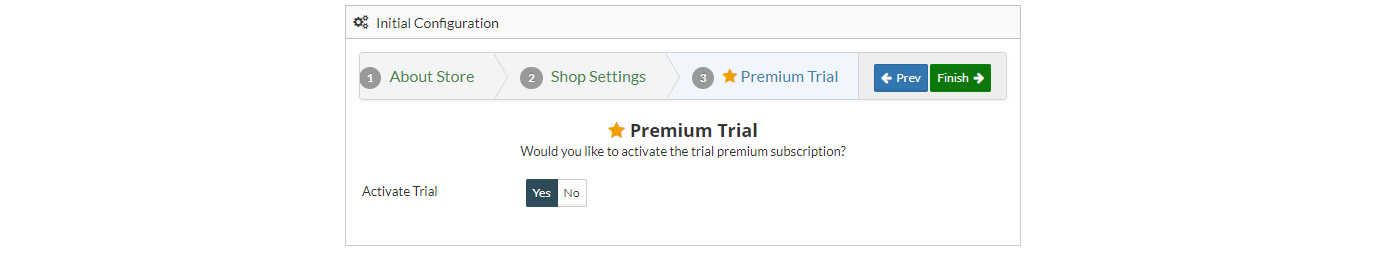 Initial Configuration
1 About Store 2 Shop Settings 3 Premium Trial Prev Finish
Premium Trial
Would you like to activate the trial premium subscription?
Activate Trial Yes No